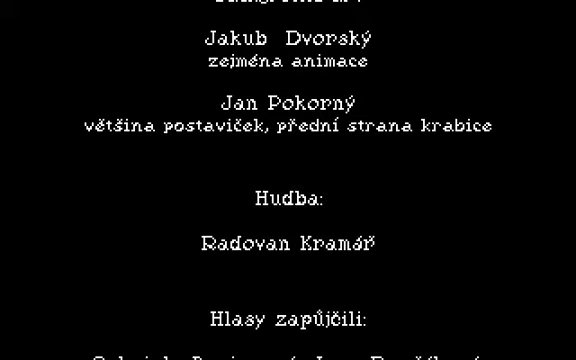 Jakub Dvorský
zejména animace
Jan Pokorný
většina postaviček, přední strana krabice
Hudba:
Radovan Kramář
Hlasy zapůjčili: